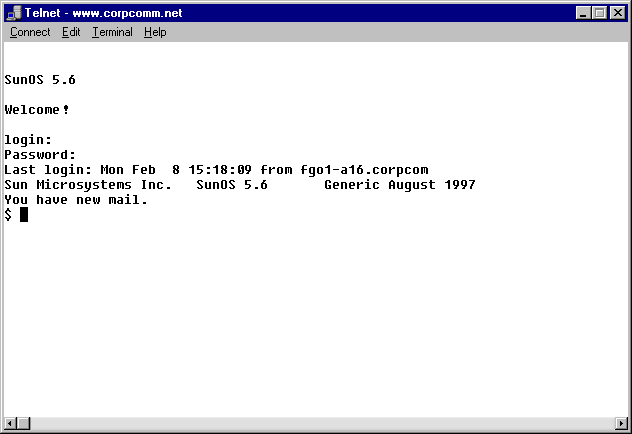 Telnet - www.corpcomm.net
Connect Edit Terminal Help
SunOS 5.6
Welcome!
login:
Password:
Last login: Mon Feb  8 15:18:09 from fgo1-a16.corpcom
Sun Microsystems Inc.   SunOS 5.6       Generic August 1997
You have new mail.
$